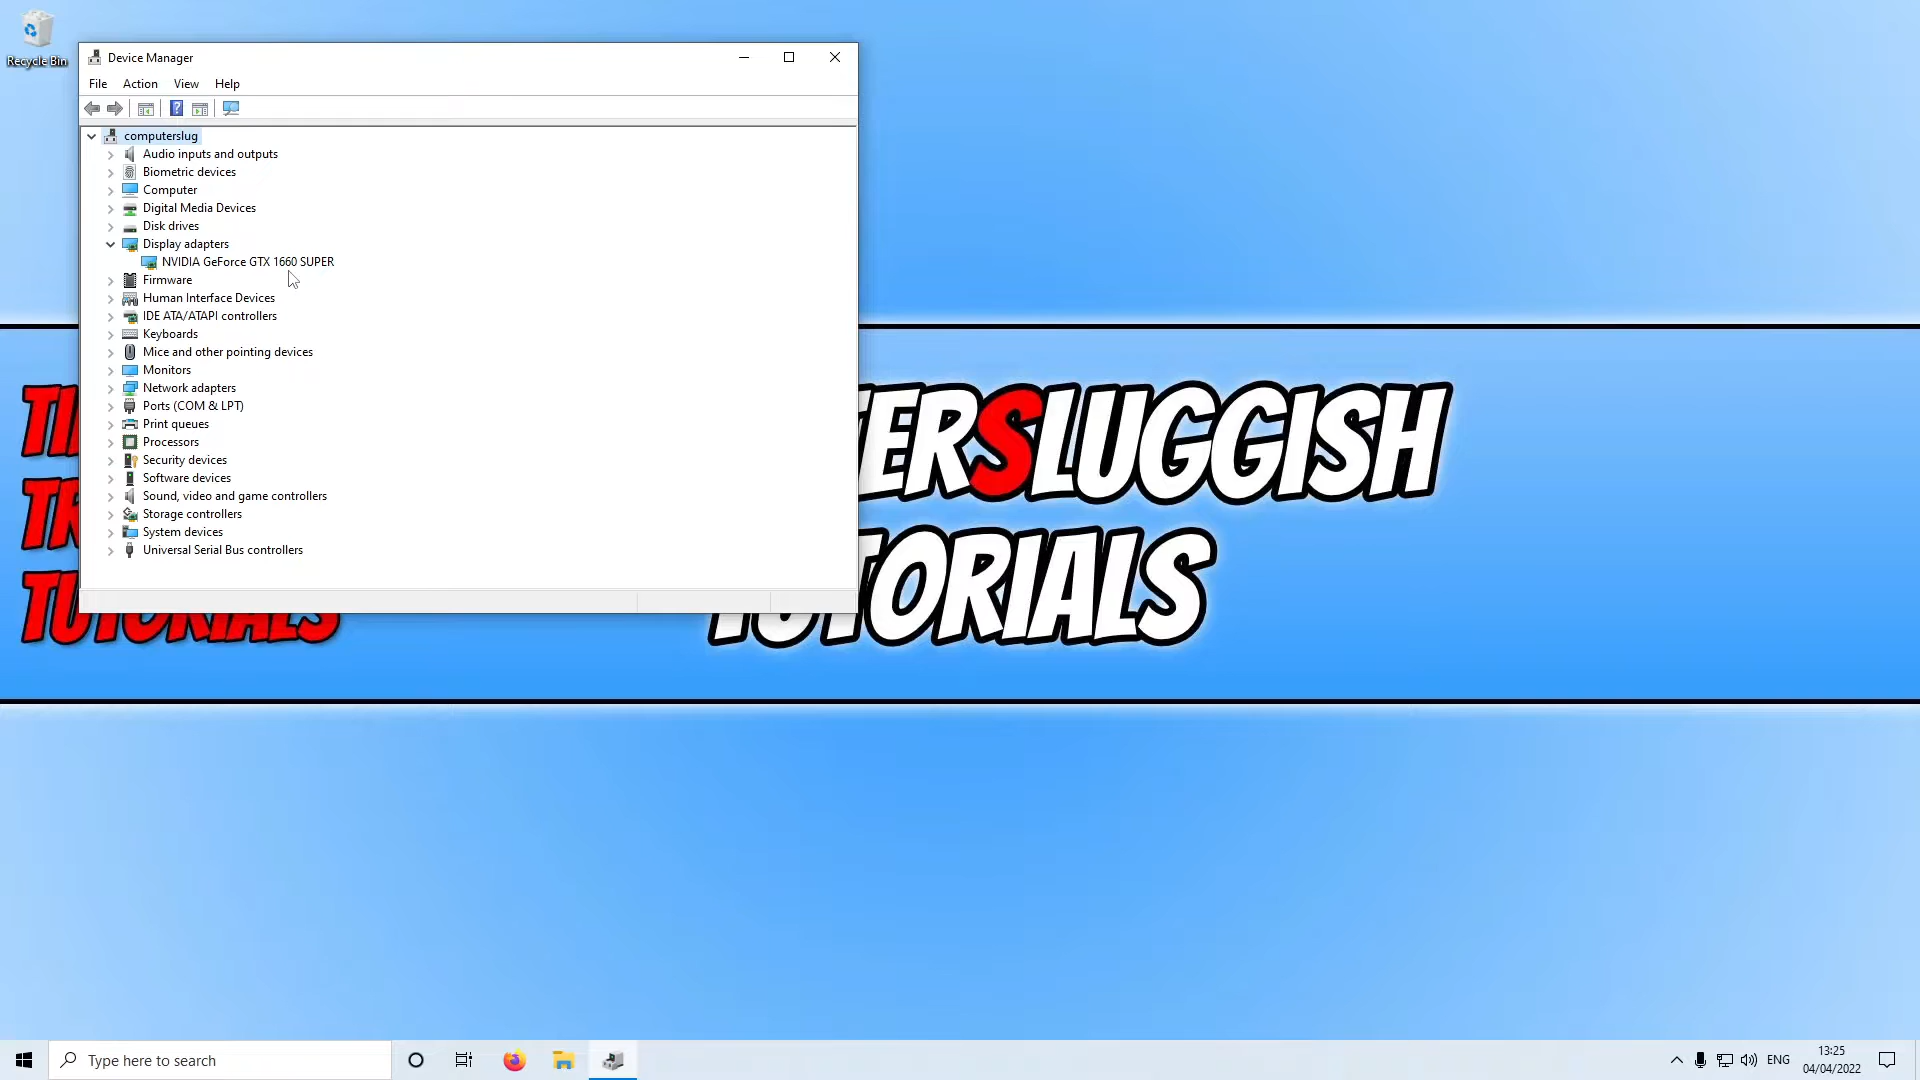 Recycle Bin
Device Manager
File Action View Help
computerslug
Audio inputs and outputs
Biometric devices
Computer
Digital Media Devices
Disk drives
Display adapters
NVIDIA GeForce GTX 1660 SUPER
Firmware
Human Interface Devices
IDE ATA/ATAPI controllers
Keyboards
Mice and other pointing devices
Monitors
Network adapters
Ports (COM & LPT)
Print queues
Processors
Security devices
Software devices
Sound, video and game controllers
Storage controllers
System devices
Universal Serial Bus controllers
TUTORIALS
ERSLUGGISH
TUTORIALS
Type here to search
ENG
13:25
04/04/2022